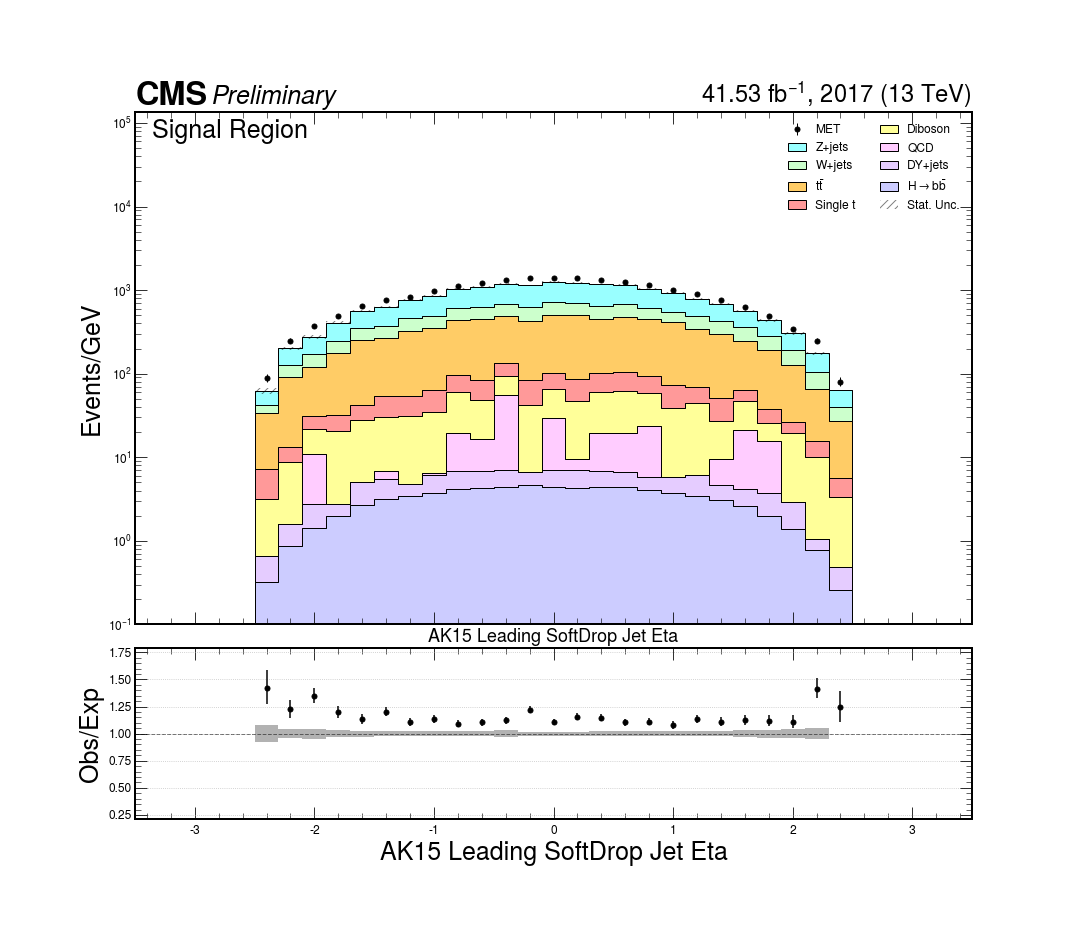 CMS Preliminary
41.53 fb⁻¹, 2017 (13 TeV)
Signal Region
MET
Z+jets
W+jets
tt̄
Single t
Diboson
QCD
DY+jets
H→bb̄
Stat. Unc.
Events/GeV
10⁵
10⁴
10³
10²
10¹
10⁰
10⁻¹
AK15 Leading SoftDrop Jet Eta
Obs/Exp
1.75
1.50
1.25
1.00
0.75
0.50
0.25
-3 -2 -1 0 1 2 3
AK15 Leading SoftDrop Jet Eta